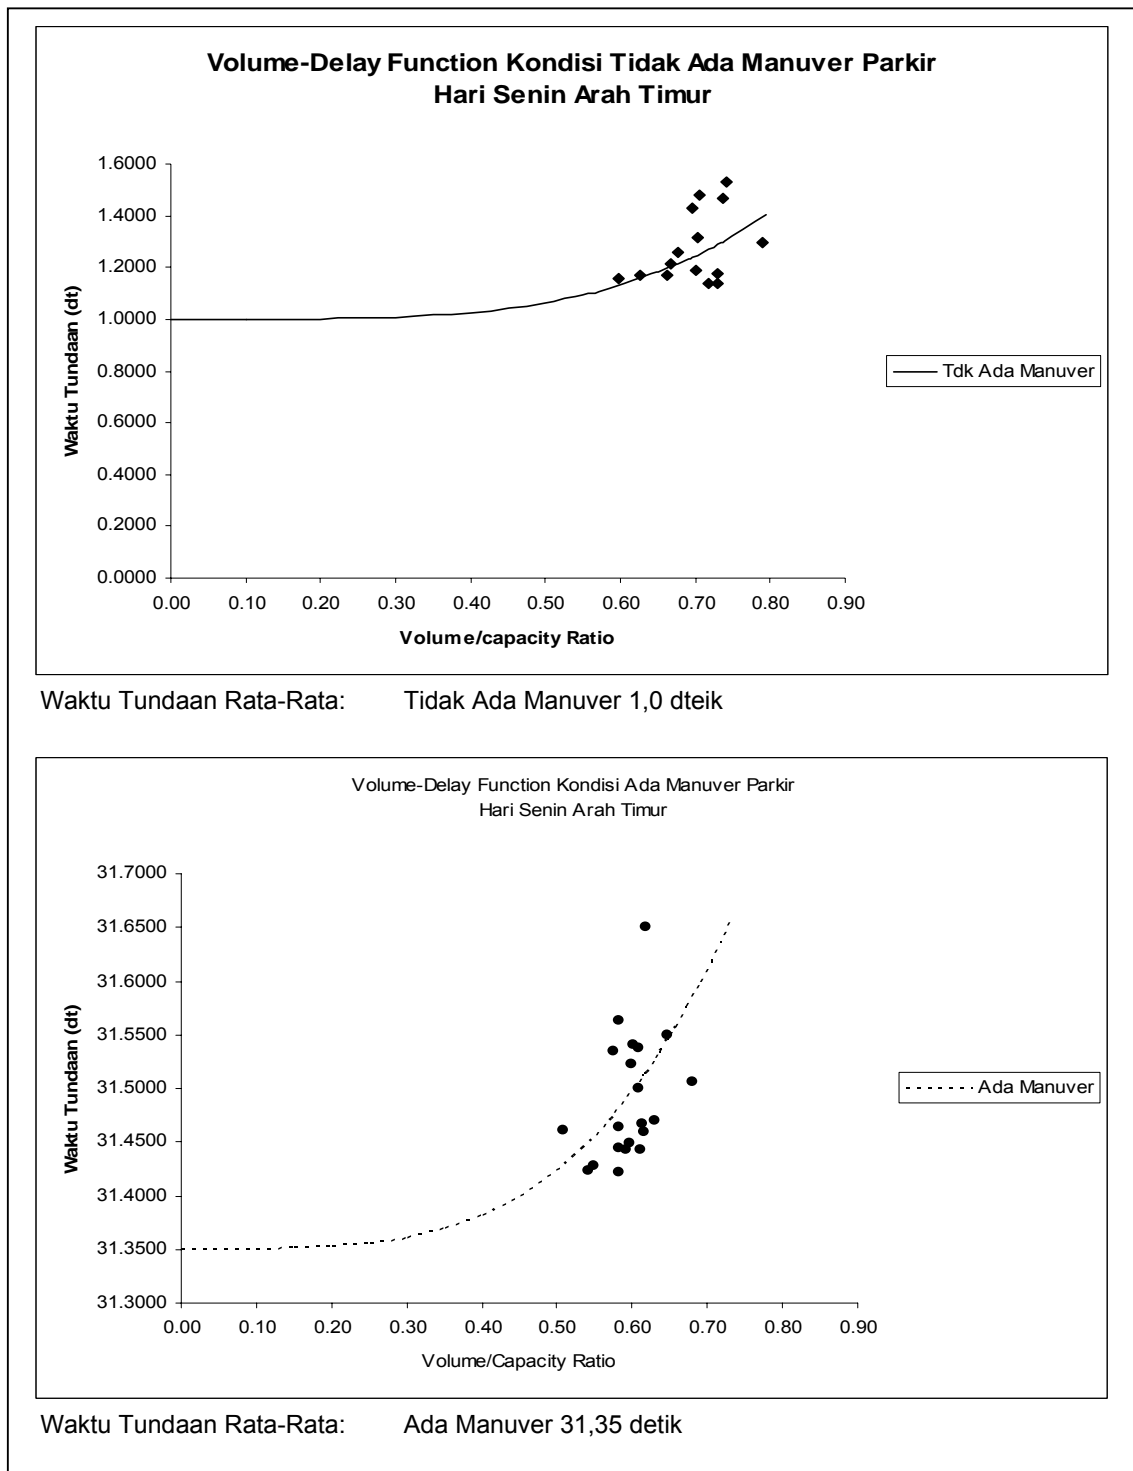 Volume-Delay Function Kondisi Tidak Ada Manuver Parkir
Hari Senin Arah Timur
1.6000
1.4000
1.2000
1.0000
0.8000
0.6000
0.4000
0.2000
0.0000
Waktu Tundaan (dt)
0.00 0.10 0.20 0.30 0.40 0.50 0.60 0.70 0.80 0.90
Volume/capacity Ratio
Tdk Ada Manuver
Waktu Tundaan Rata-Rata: Tidak Ada Manuver 1,0 dteik
Volume-Delay Function Kondisi Ada Manuver Parkir
Hari Senin Arah Timur
31.7000
31.6500
31.6000
31.5500
31.5000
31.4500
31.4000
31.3500
31.3000
Waktu Tundaan (dt)
0.00 0.10 0.20 0.30 0.40 0.50 0.60 0.70 0.80 0.90
Volume/Capacity Ratio
Ada Manuver
Waktu Tundaan Rata-Rata: Ada Manuver 31,35 detik